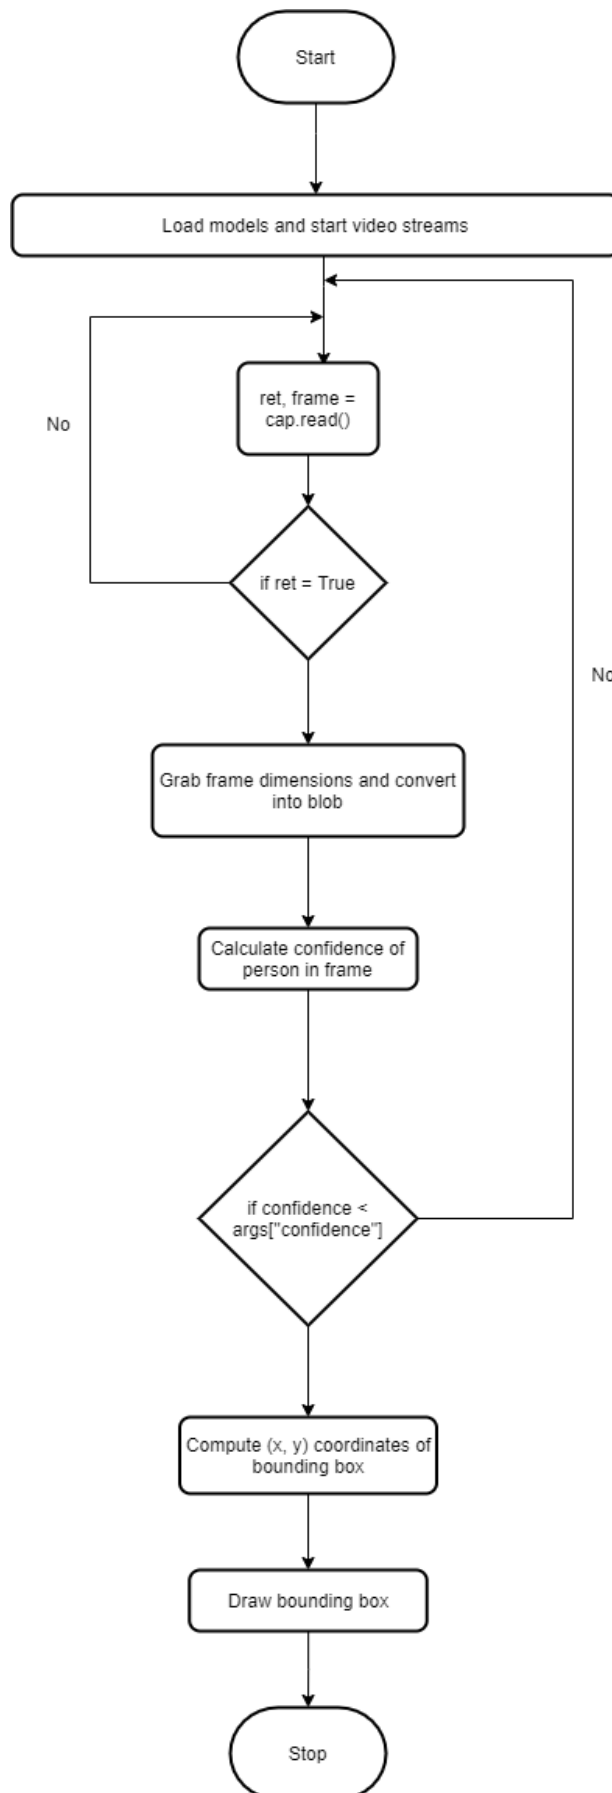 Start
Load models and start video streams
ret, frame =
cap.read()
No
if ret = True
No
Grab frame dimensions and convert
into blob
Calculate confidence of
person in frame
if confidence <
args["confidence"]
Compute (x, y) coordinates of
bounding box
Draw bounding box
Stop